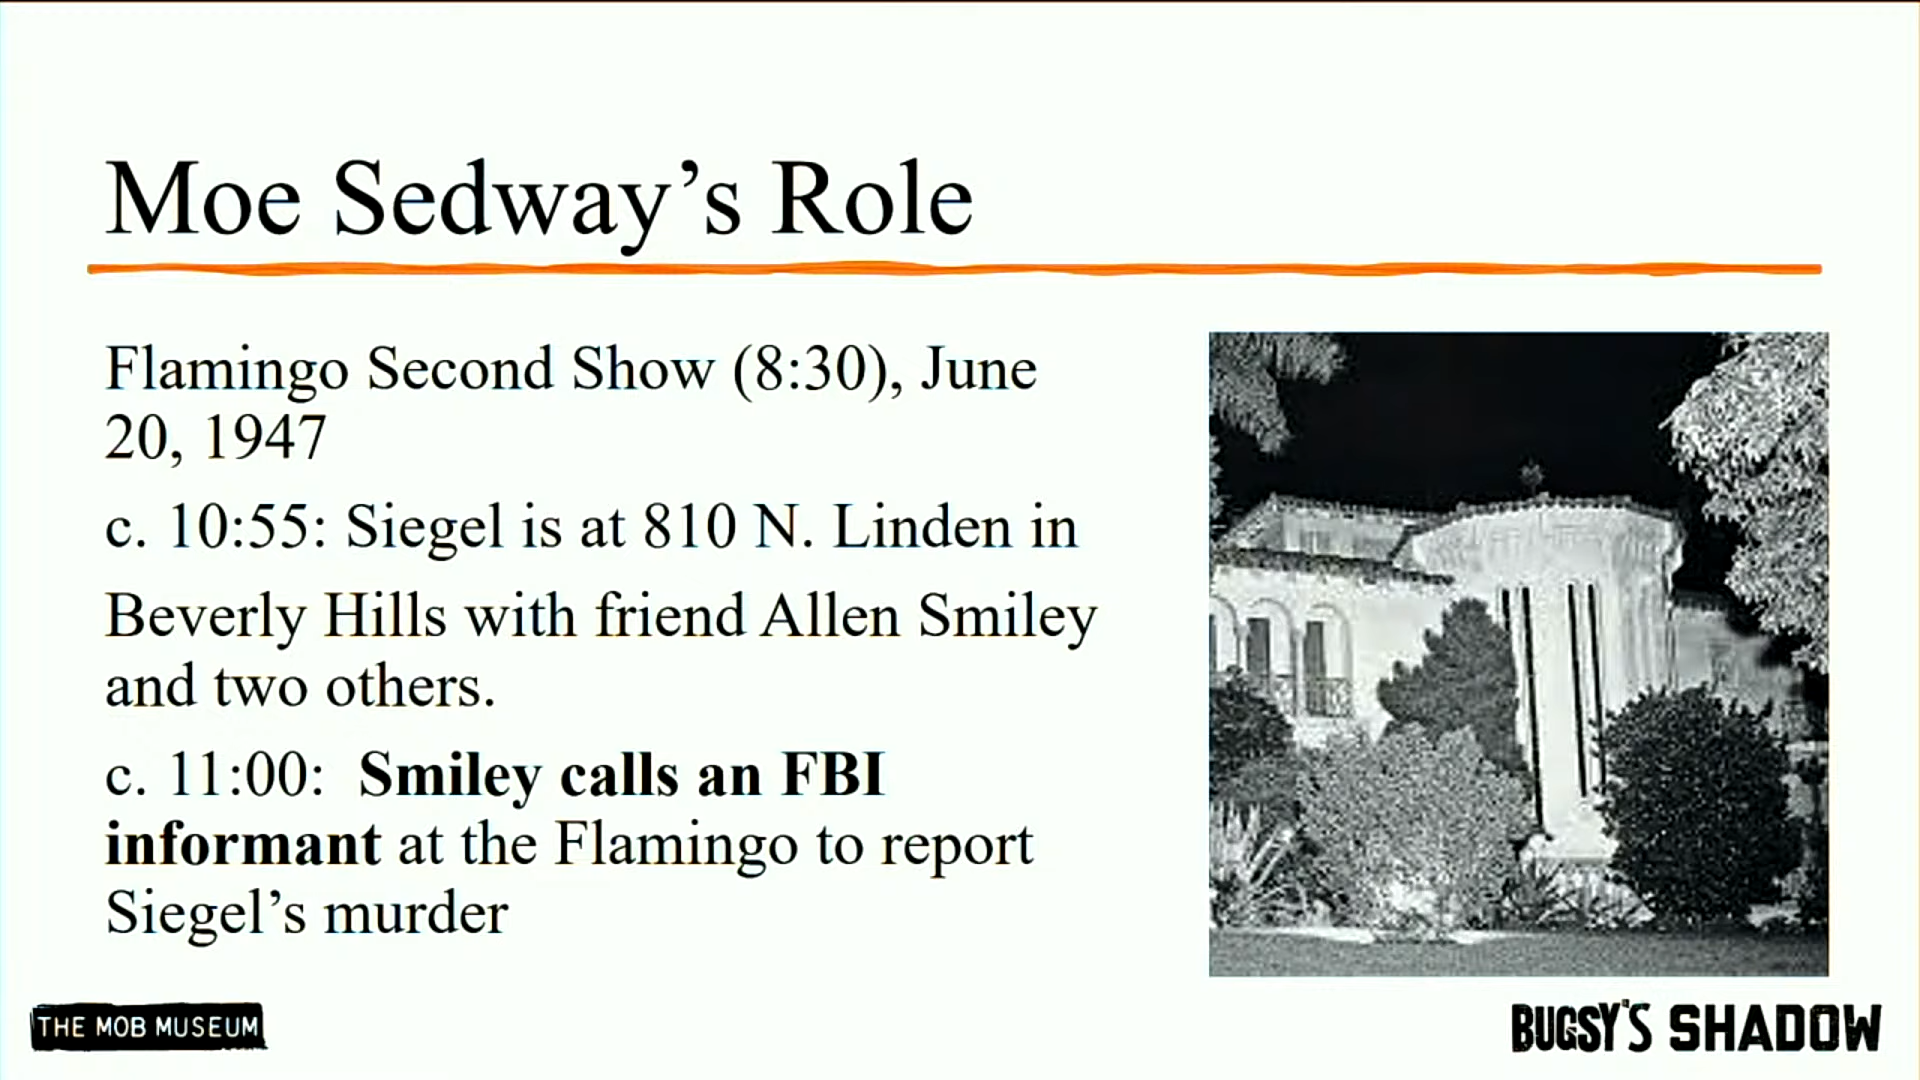 Moe Sedway’s Role
Flamingo Second Show (8:30), June
20, 1947
c. 10:55: Siegel is at 810 N. Linden in
Beverly Hills with friend Allen Smiley
and two others.
c. 11:00:  Smiley calls an FBI
informant at the Flamingo to report
Siegel’s murder
THE MOB MUSEUM
BUGSY'S SHADOW